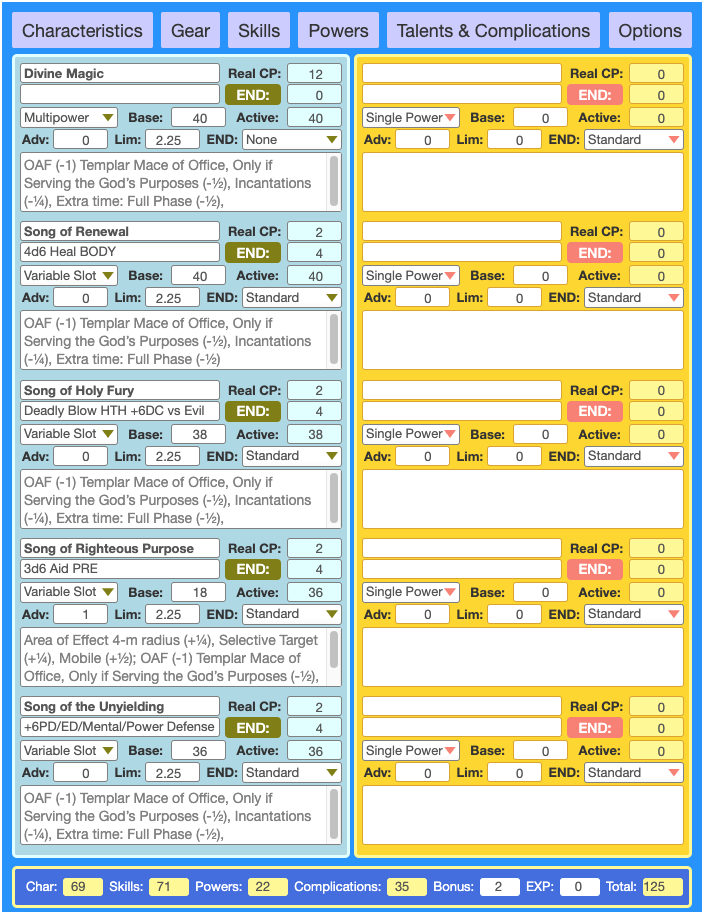 Characteristics Gear Skills Powers Talents & Complications Options
Divine Magic Real CP: 12
END: 0
Multipower Base: 40 Active: 40
Adv: 0 Lim: 2.25 END: None
OAF (-1) Templar Mace of Office, Only if
Serving the God's Purposes (-½), Incantations
(-¼), Extra time: Full Phase (-½),
Song of Renewal Real CP: 2
4d6 Heal BODY END: 4
Variable Slot Base: 40 Active: 40
Adv: 0 Lim: 2.25 END: Standard
OAF (-1) Templar Mace of Office, Only if
Serving the God's Purposes (-½), Incantations
(-¼), Extra time: Full Phase (-½)
Song of Holy Fury Real CP: 2
Deadly Blow HTH +6DC vs Evil END: 4
Variable Slot Base: 38 Active: 38
Adv: 0 Lim: 2.25 END: Standard
OAF (-1) Templar Mace of Office, Only if
Serving the God's Purposes (-½), Incantations
(-¼), Extra time: Full Phase (-½),
Song of Righteous Purpose Real CP: 2
3d6 Aid PRE END: 4
Variable Slot Base: 18 Active: 36
Adv: 1 Lim: 2.25 END: Standard
Area of Effect 4-m radius (+¼), Selective Target
(+¼), Mobile (+½); OAF (-1) Templar Mace of
Office, Only if Serving the God's Purposes (-½),
Song of the Unyielding Real CP: 2
+6PD/ED/Mental/Power Defense END: 4
Variable Slot Base: 36 Active: 36
Adv: 0 Lim: 2.25 END: Standard
OAF (-1) Templar Mace of Office, Only if
Serving the God's Purposes (-½), Incantations
(-¼), Extra time: Full Phase (-½),
Real CP: 0
END: 0
Single Power Base: 0 Active: 0
Adv: 0 Lim: 0 END: Standard
Real CP: 0
END: 0
Single Power Base: 0 Active: 0
Adv: 0 Lim: 0 END: Standard
Real CP: 0
END: 0
Single Power Base: 0 Active: 0
Adv: 0 Lim: 0 END: Standard
Real CP: 0
END: 0
Single Power Base: 0 Active: 0
Adv: 0 Lim: 0 END: Standard
Real CP: 0
END: 0
Single Power Base: 0 Active: 0
Adv: 0 Lim: 0 END: Standard
Char: 69 Skills: 71 Powers: 22 Complications: 35 Bonus: 2 EXP: 0 Total: 125